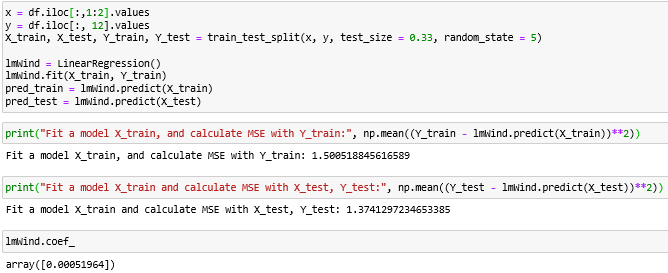 x = df.iloc[:,1:2].values
y = df.iloc[:, 12].values
X_train, X_test, Y_train, Y_test = train_test_split(x, y, test_size = 0.33, random_state = 5)
lmWind = LinearRegression()
lmWind.fit(X_train, Y_train)
pred_train = lmWind.predict(X_train)
pred_test = lmWind.predict(X_test)
print("Fit a model X_train, and calculate MSE with Y_train:", np.mean((Y_train - lmWind.predict(X_train))**2))
Fit a model X_train, and calculate MSE with Y_train: 1.500518845616589
print("Fit a model X_train and calculate MSE with X_test, Y_test:", np.mean((Y_test - lmWind.predict(X_test))**2))
Fit a model X_train and calculate MSE with X_test, Y_test: 1.3741297234653385
lmWind.coef_
array([0.00051964])